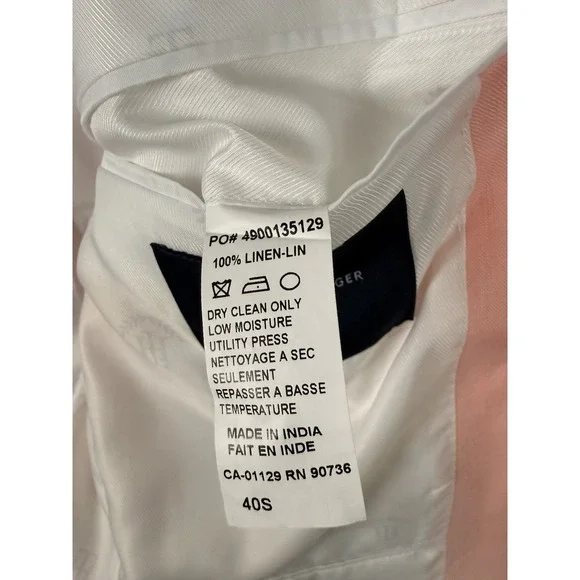 PO# 4900135129
100% LINEN-LIN
GER
DRY CLEAN ONLY
LOW MOISTURE
UTILITY PRESS
NETTOYAGE A SEC
SEULEMENT
REPASSER A BASSE
TEMPERATURE
MADE IN INDIA
FAIT EN INDE
CA-01129 RN 90736
40S